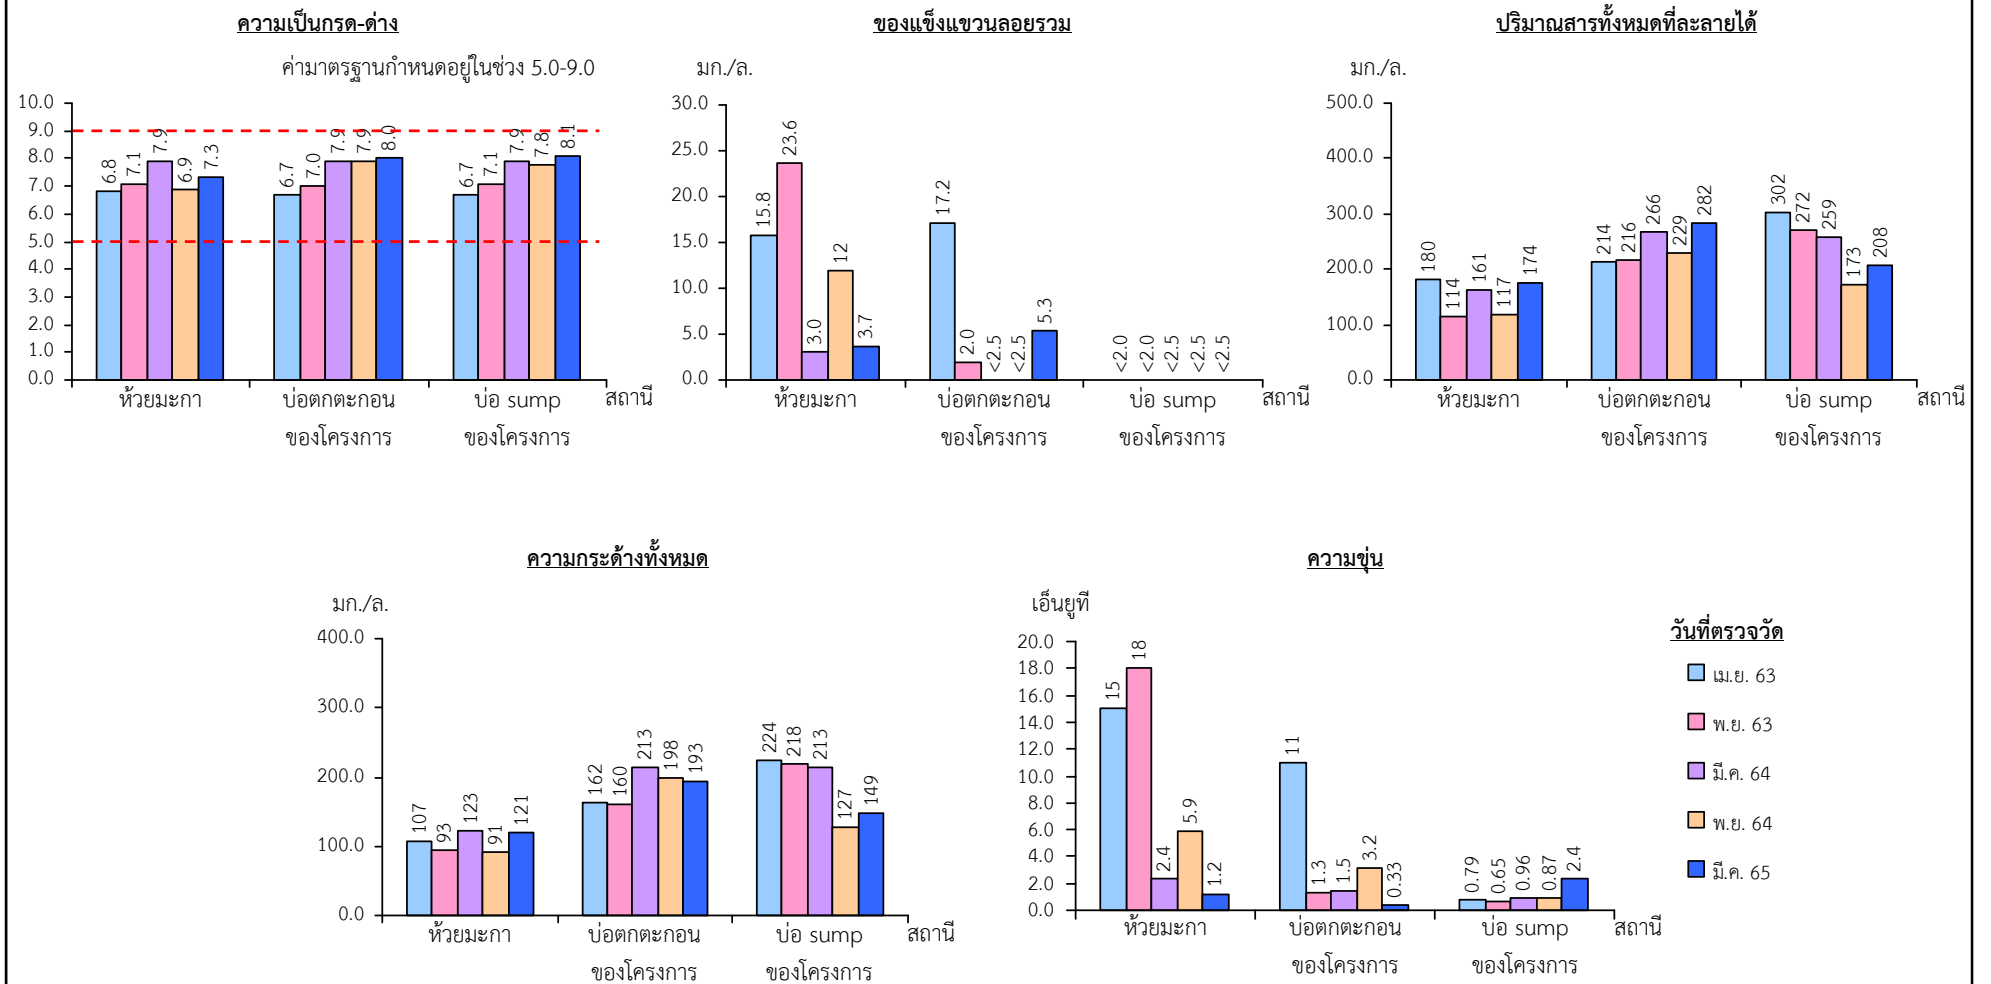 ความเป็นกรด-ด่าง
ค่ามาตรฐานกำหนดอยู่ในช่วง 5.0-9.0
10.0
9.0
8.0
7.0
6.0
5.0
4.0
3.0
2.0
1.0
0.0
6.8 7.1 7.9 6.9 7.3
6.7 7.0 7.9 7.9 8.0
6.7 7.1 7.9 7.8 8.1
ห้วยมะกา บ่อตกตะกอน บ่อ sump สถานี
ของโครงการ ของโครงการ
ของแข็งแขวนลอยรวม
มก./ล.
30.0
25.0
20.0
15.0
10.0
5.0
0.0
15.8 23.6 3.0 12 3.7
17.2 2.0 <2.5 <2.5 5.3
<2.0 <2.0 <2.5 <2.5 <2.5
ห้วยมะกา บ่อตกตะกอน บ่อ sump สถานี
ของโครงการ ของโครงการ
ปริมาณสารทั้งหมดที่ละลายได้
มก./ล.
500.0
400.0
300.0
200.0
100.0
0.0
180 114 161 117 174
214 216 266 229 282
302 272 259 173 208
ห้วยมะกา บ่อตกตะกอน บ่อ sump สถานี
ของโครงการ ของโครงการ
ความกระด้างทั้งหมด
มก./ล.
400.0
300.0
200.0
100.0
0.0
107 93 123 91 121
162 160 213 198 193
224 218 213 127 149
ห้วยมะกา บ่อตกตะกอน บ่อ sump สถานี
ของโครงการ ของโครงการ
ความขุ่น
เอ็นยูที
20.0
18.0
16.0
14.0
12.0
10.0
8.0
6.0
4.0
2.0
0.0
15 18 2.4 5.9 1.2
11 1.3 1.5 3.2 0.33
0.79 0.65 0.96 0.87 2.4
ห้วยมะกา บ่อตกตะกอน บ่อ sump สถานี
ของโครงการ ของโครงการ
วันที่ตรวจวัด
เม.ย. 63
พ.ย. 63
มี.ค. 64
พ.ย. 64
มี.ค. 65